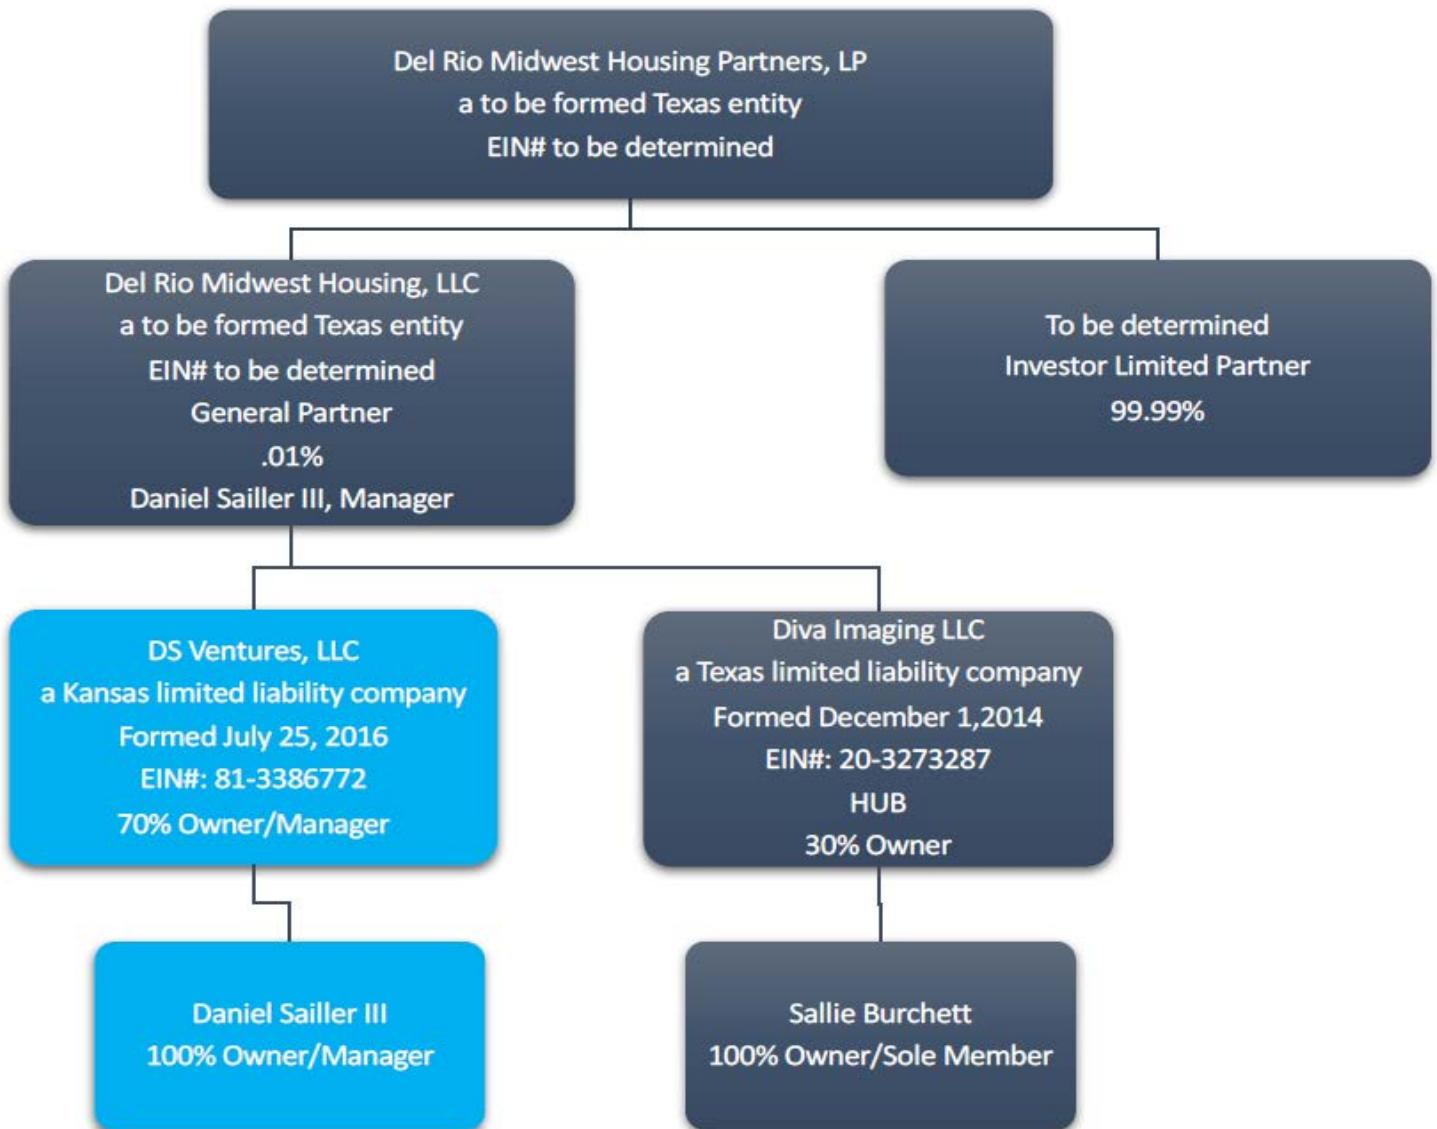 Del Rio Midwest Housing Partners, LP
a to be formed Texas entity
EIN# to be determined
Del Rio Midwest Housing, LLC
a to be formed Texas entity
EIN# to be determined
General Partner
.01%
Daniel Sailler III, Manager
To be determined
Investor Limited Partner
99.99%
DS Ventures, LLC
a Kansas limited liability company
Formed July 25, 2016
EIN#: 81-3386772
70% Owner/Manager
Diva Imaging LLC
a Texas limited liability company
Formed December 1,2014
EIN#: 20-3273287
HUB
30% Owner
Daniel Sailler III
100% Owner/Manager
Sallie Burchett
100% Owner/Sole Member